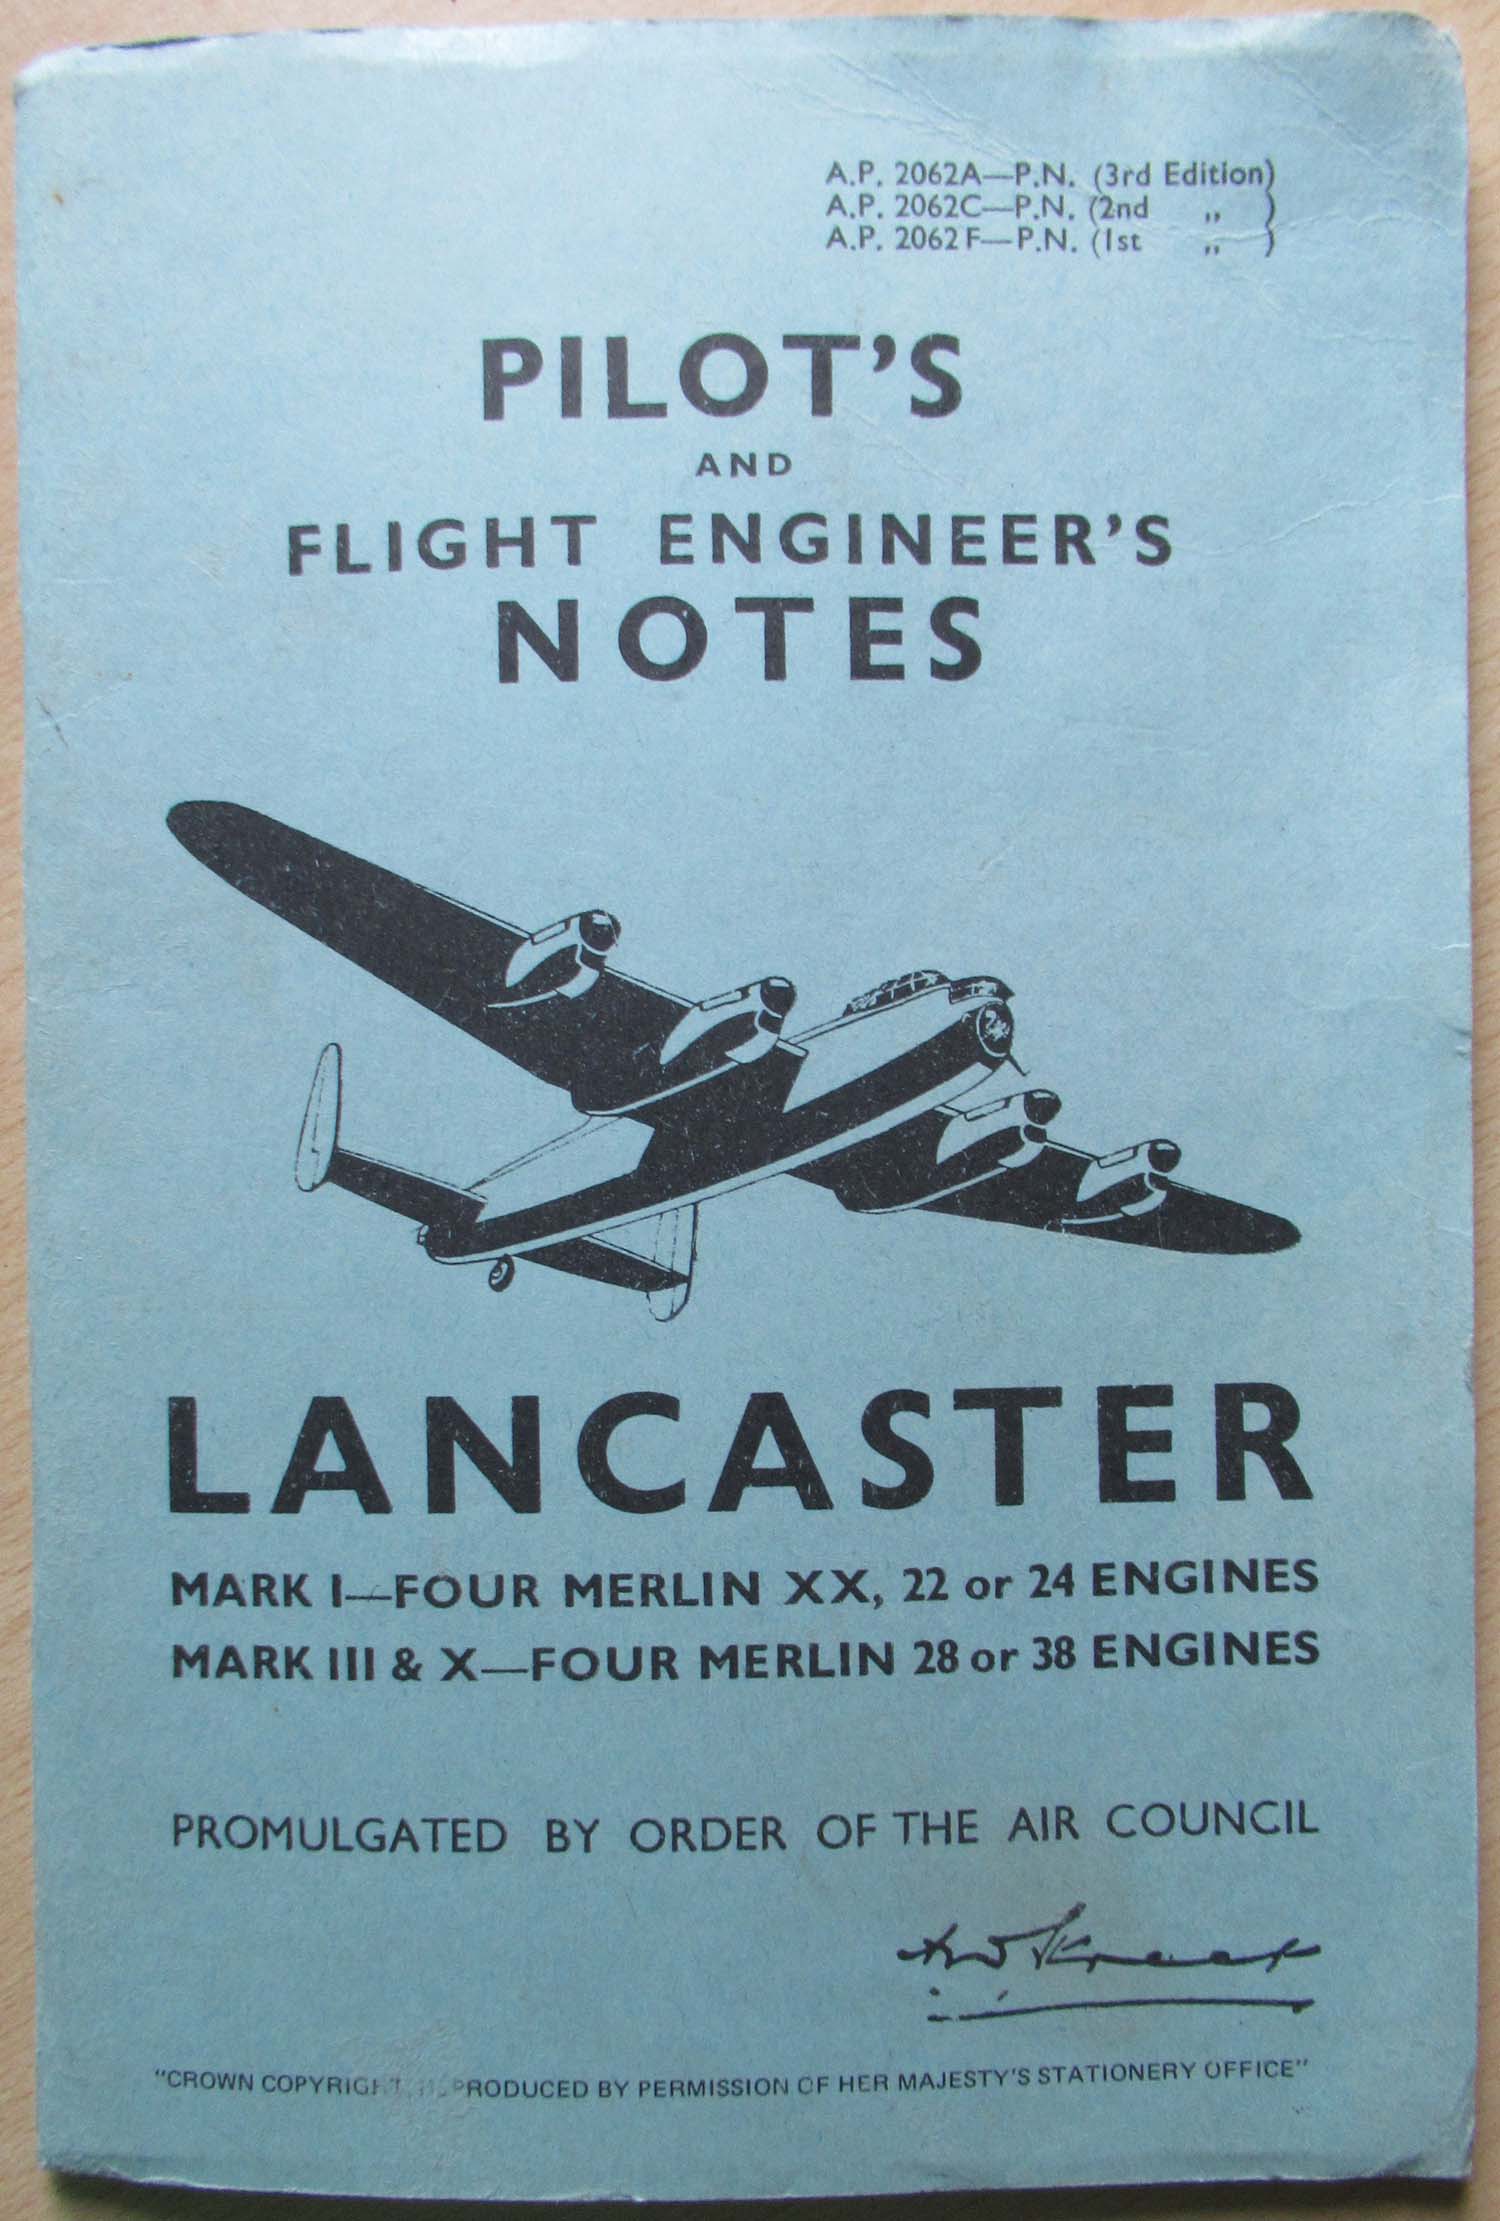 A.P. 2062A—P.N. (3rd Edition)
A.P. 2062C—P.N. (2nd „ )
A.P. 2062F—P.N. (1st „ )
PILOT'S
AND
FLIGHT ENGINEER'S
NOTES
LANCASTER
MARK I—FOUR MERLIN XX, 22 or 24 ENGINES
MARK III & X—FOUR MERLIN 28 or 38 ENGINES
PROMULGATED BY ORDER OF THE AIR COUNCIL
"CROWN COPYRIGHT, REPRODUCED BY PERMISSION OF HER MAJESTY'S STATIONERY OFFICE"